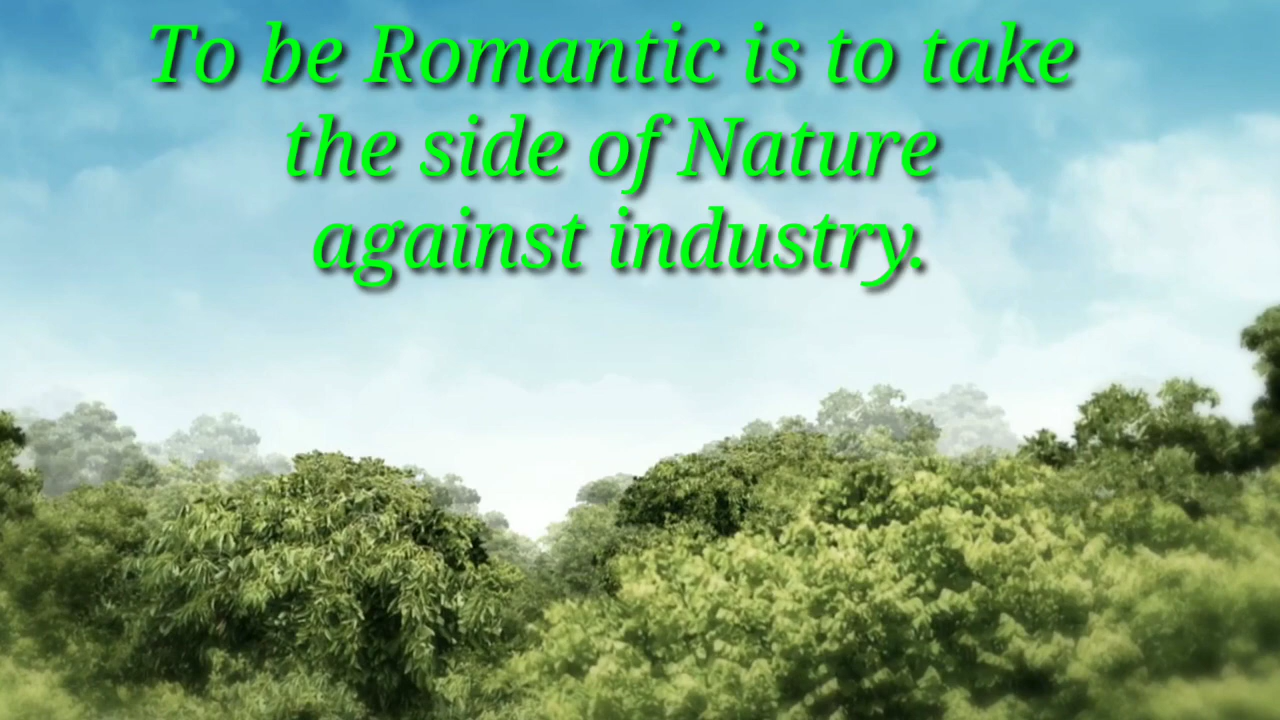 To be Romantic is to take
the side of Nature
against industry.